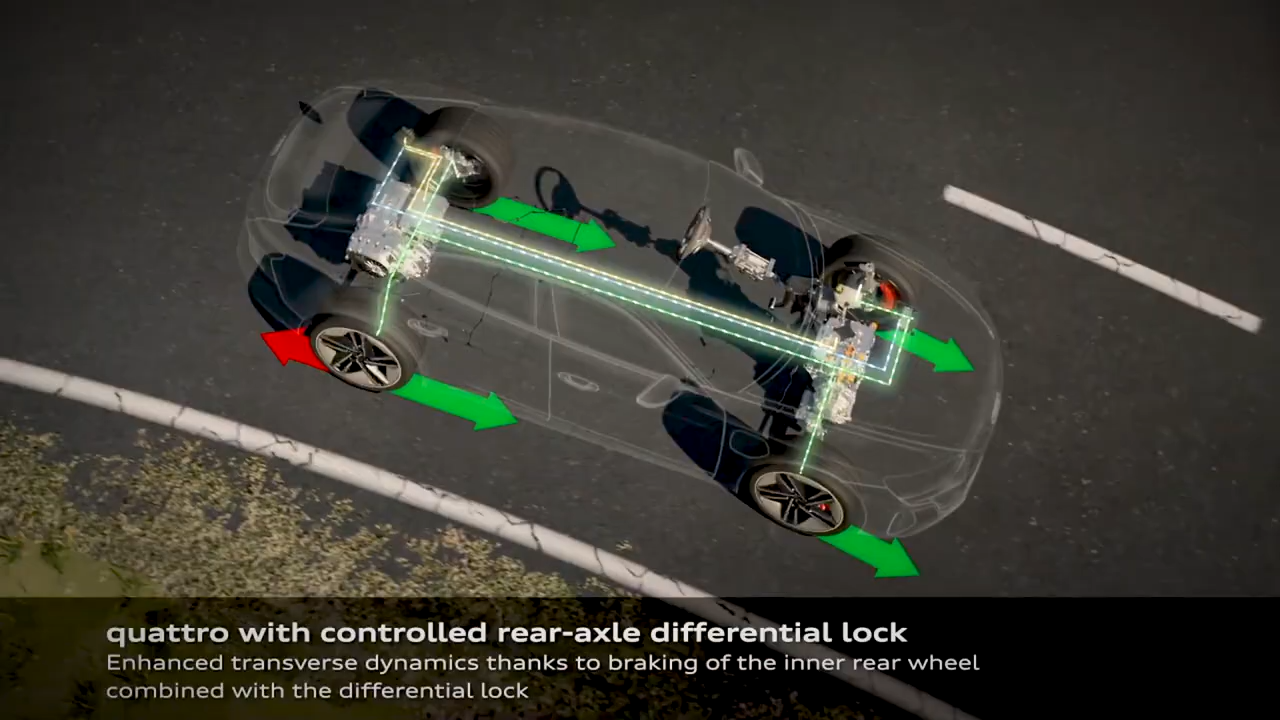 quattro with controlled rear-axle differential lock
Enhanced transverse dynamics thanks to braking of the inner rear wheel
combined with the differential lock